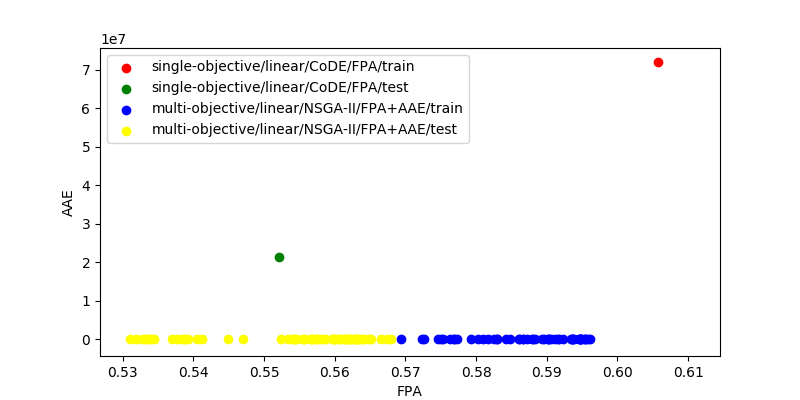 1e7
single-objective/linear/CoDE/FPA/train
single-objective/linear/CoDE/FPA/test
multi-objective/linear/NSGA-II/FPA+AAE/train
multi-objective/linear/NSGA-II/FPA+AAE/test
7
6
5
4
3
2
1
0
AAE
0.53 0.54 0.55 0.56 0.57 0.58 0.59 0.60 0.61
FPA